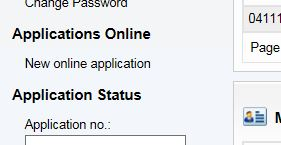 Change Password
Applications Online
New online application
Application Status
Application no.:
04111
Page